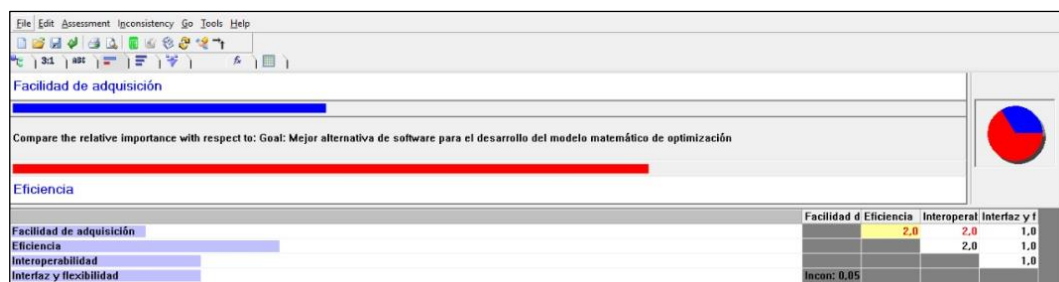 File Edit Assessment Inconsistency Go Tools Help
3:1 ABC
Facilidad de adquisición
Compare the relative importance with respect to: Goal: Mejor alternativa de software para el desarrollo del modelo matemático de optimización
Eficiencia
Facilidad d Eficiencia Interoperat Interfaz y f
Facilidad de adquisición 2,0 2,0 1,0
Eficiencia 2,0 1,0
Interoperabilidad 1,0
Interfaz y flexibilidad Incon: 0,05